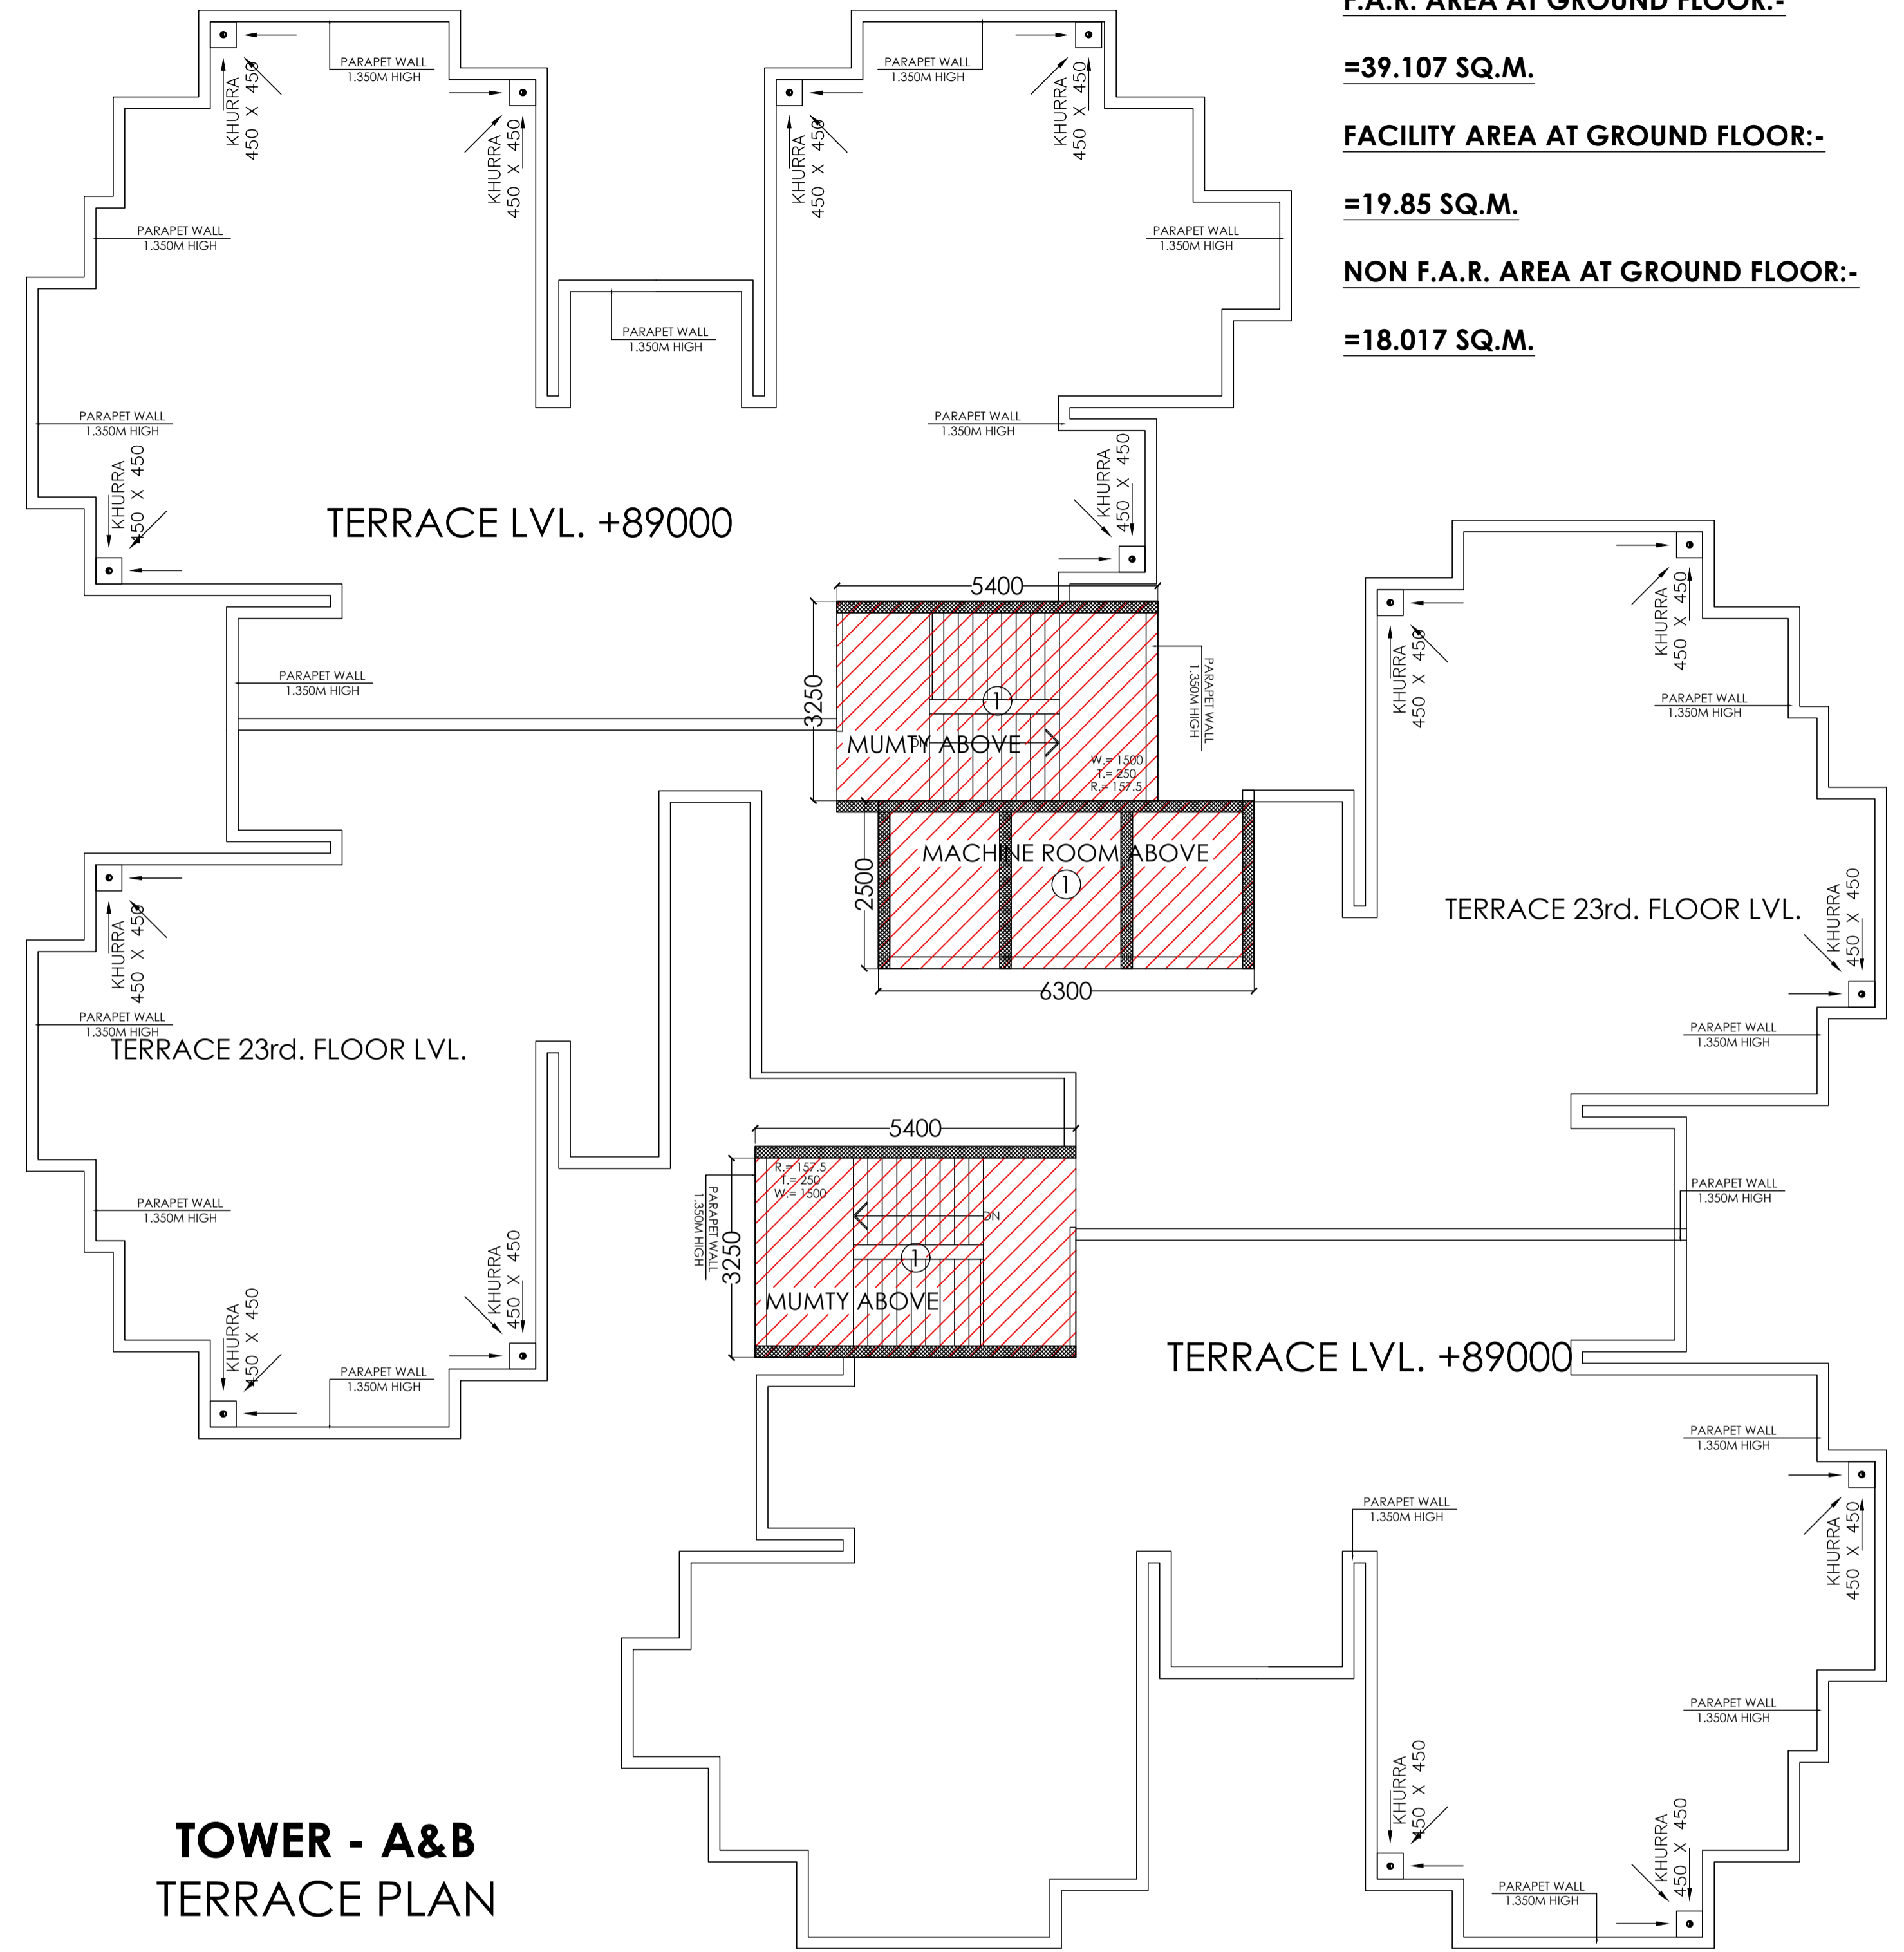 F.A.R. AREA AT GROUND FLOOR:-
=39.107 SQ.M.
FACILITY AREA AT GROUND FLOOR:-
=19.85 SQ.M.
NON F.A.R. AREA AT GROUND FLOOR:-
=18.017 SQ.M.
PARAPET WALL
1.350M HIGH
PARAPET WALL
1.350M HIGH
KHURRA
450 X 450
KHURRA
450 X 450
KHURRA
450 X 450
KHURRA
450 X 450
PARAPET WALL
1.350M HIGH
PARAPET WALL
1.350M HIGH
PARAPET WALL
1.350M HIGH
PARAPET WALL
1.350M HIGH
PARAPET WALL
1.350M HIGH
KHURRA
450 X 450
KHURRA
450 X 450
TERRACE LVL. +89000
5400
KHURRA
450 X 450
KHURRA
450 X 450
PARAPET WALL
1.350M HIGH
3250
1
PARAPET WALL
1.350M HIGH
PARAPET WALL
1.350M HIGH
MUMTY ABOVE
DN
W.= 1500
T.= 250
R.= 157.5
MACHINE ROOM ABOVE
1
2500
6300
KHURRA
450 X 450
TERRACE 23rd. FLOOR LVL.
KHURRA
450 X 450
PARAPET WALL
1.350M HIGH
TERRACE 23rd. FLOOR LVL.
PARAPET WALL
1.350M HIGH
5400
R.= 157.5
T.= 250
W.= 1500
PARAPET WALL
1.350M HIGH
3250
DN
1
MUMTY ABOVE
PARAPET WALL
1.350M HIGH
PARAPET WALL
1.350M HIGH
KHURRA
450 X 450
KHURRA
450 X 450
PARAPET WALL
1.350M HIGH
TERRACE LVL. +89000
PARAPET WALL
1.350M HIGH
PARAPET WALL
1.350M HIGH
KHURRA
450 X 450
PARAPET WALL
1.350M HIGH
KHURRA
450 X 450
KHURRA
450 X 450
PARAPET WALL
1.350M HIGH
TOWER - A&B
TERRACE PLAN